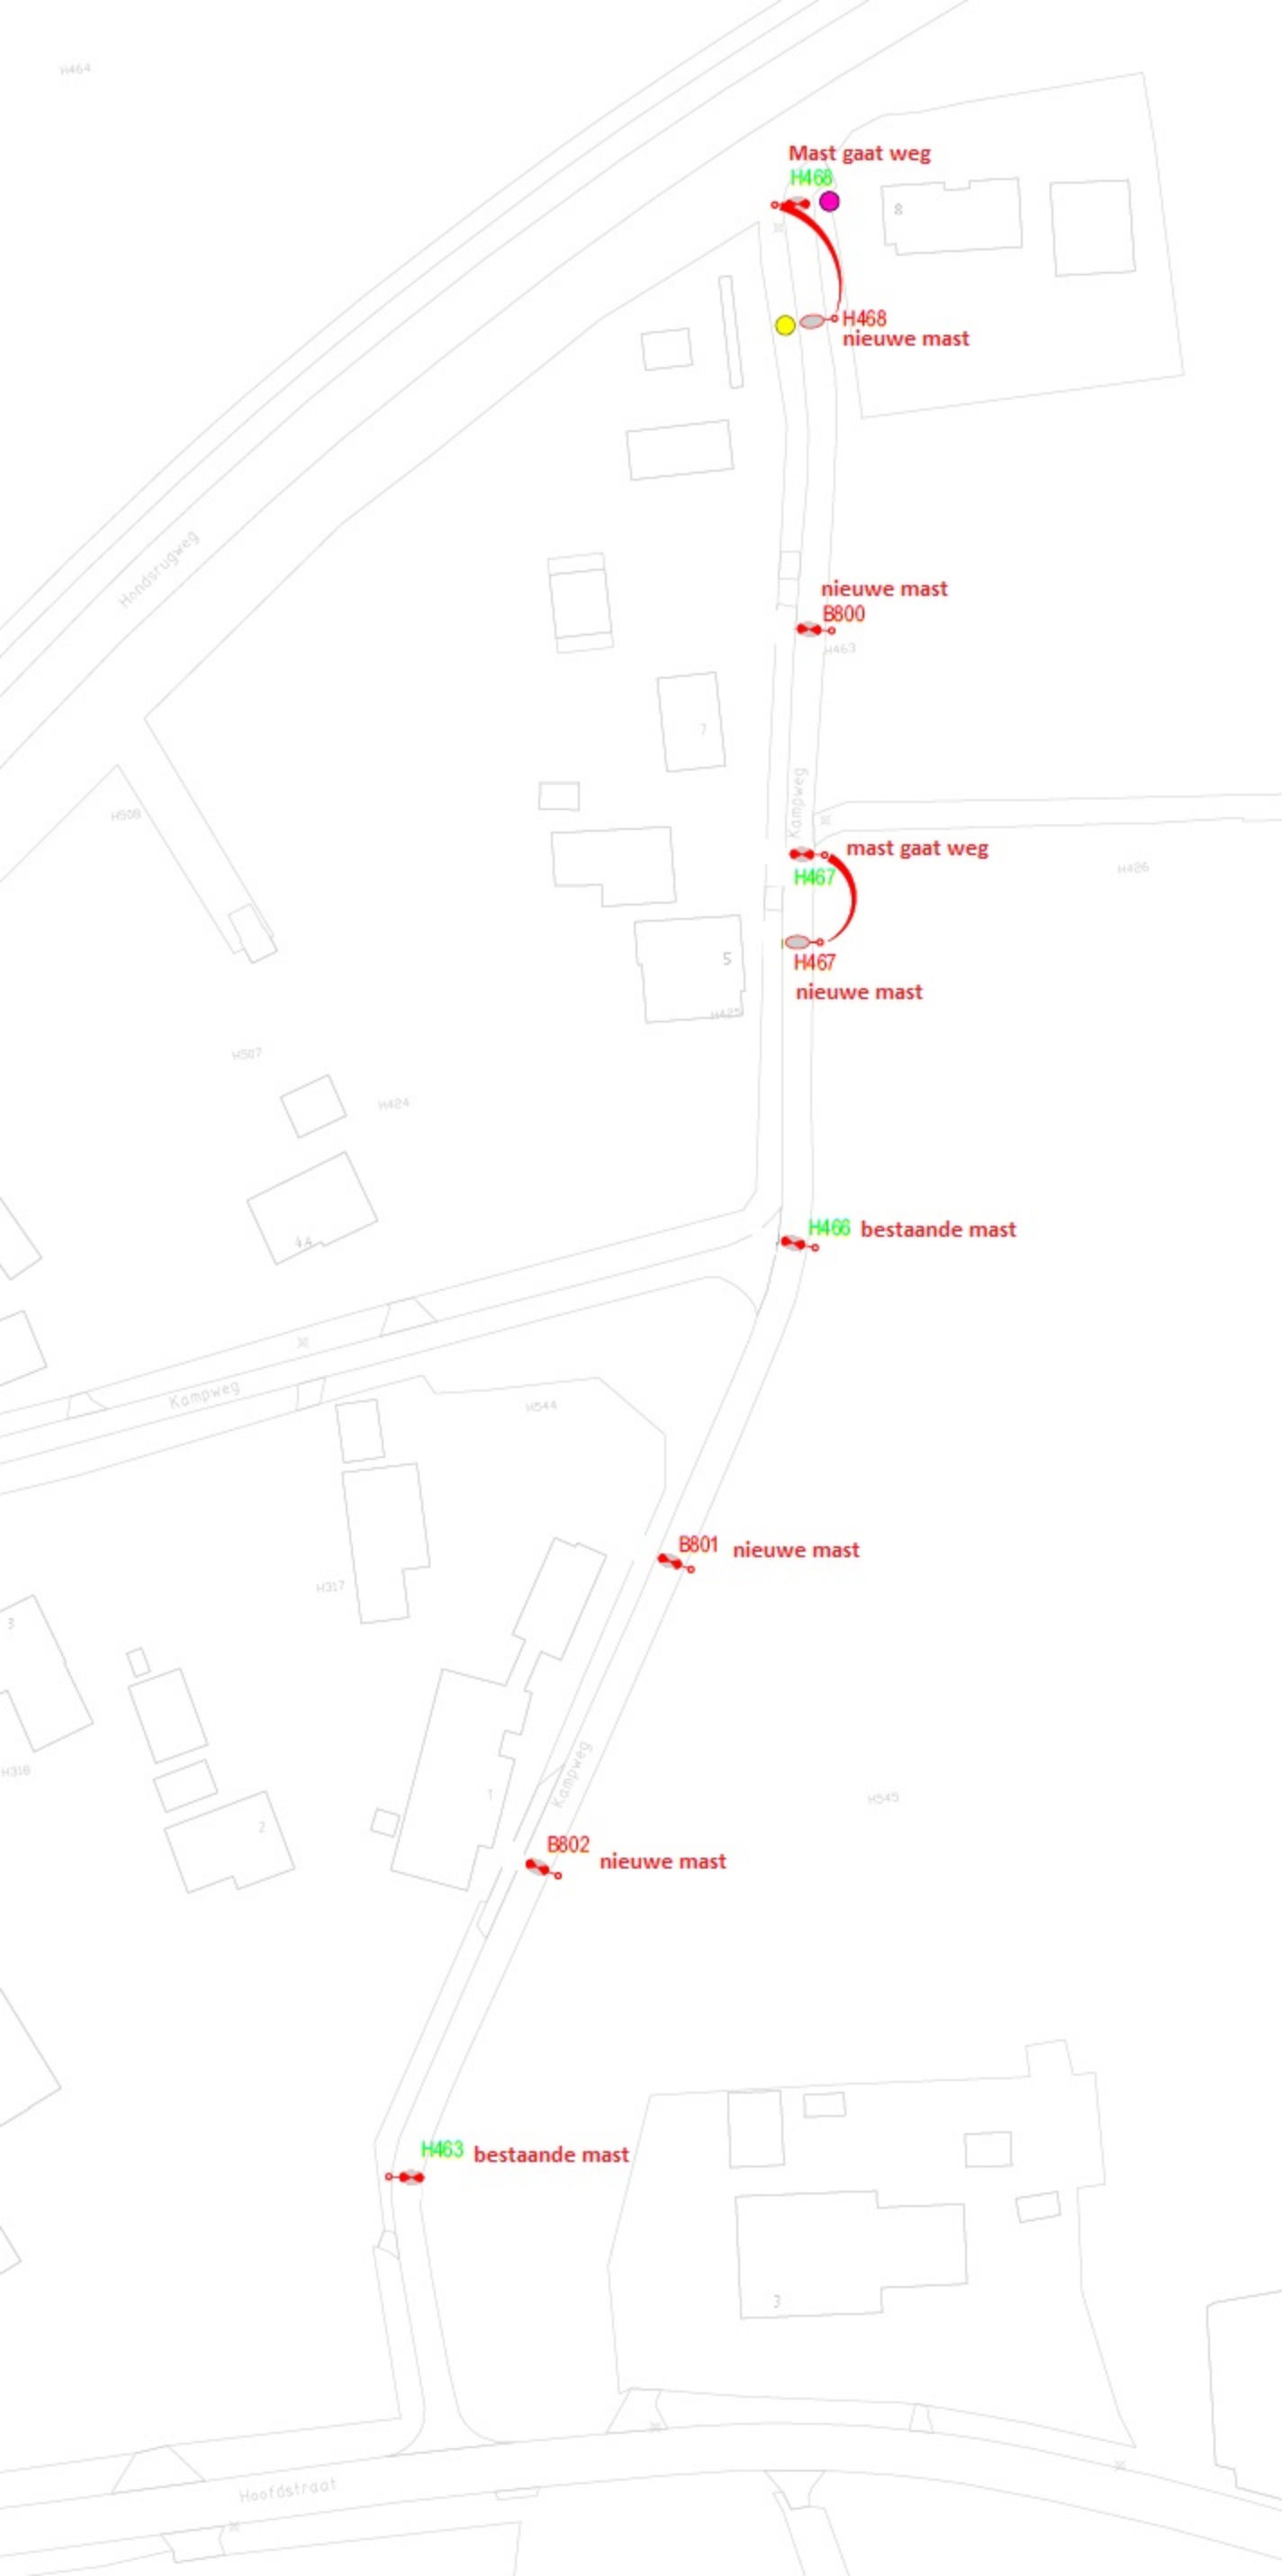 H464
Mast gaat weg
H468
8
H468
nieuwe mast
Hondsrugweg
nieuwe mast
B800
H463
7
Kampweg
H508
mast gaat weg
H426
H467
5
H467
nieuwe mast
H425
H507
H424
44
H466 bestaande mast
Kampweg
H544
B801 nieuwe mast
H317
3
Kampweg
H318
1
H545
2
B802
nieuwe mast
H463 bestaande mast
3
Hoofdstraat